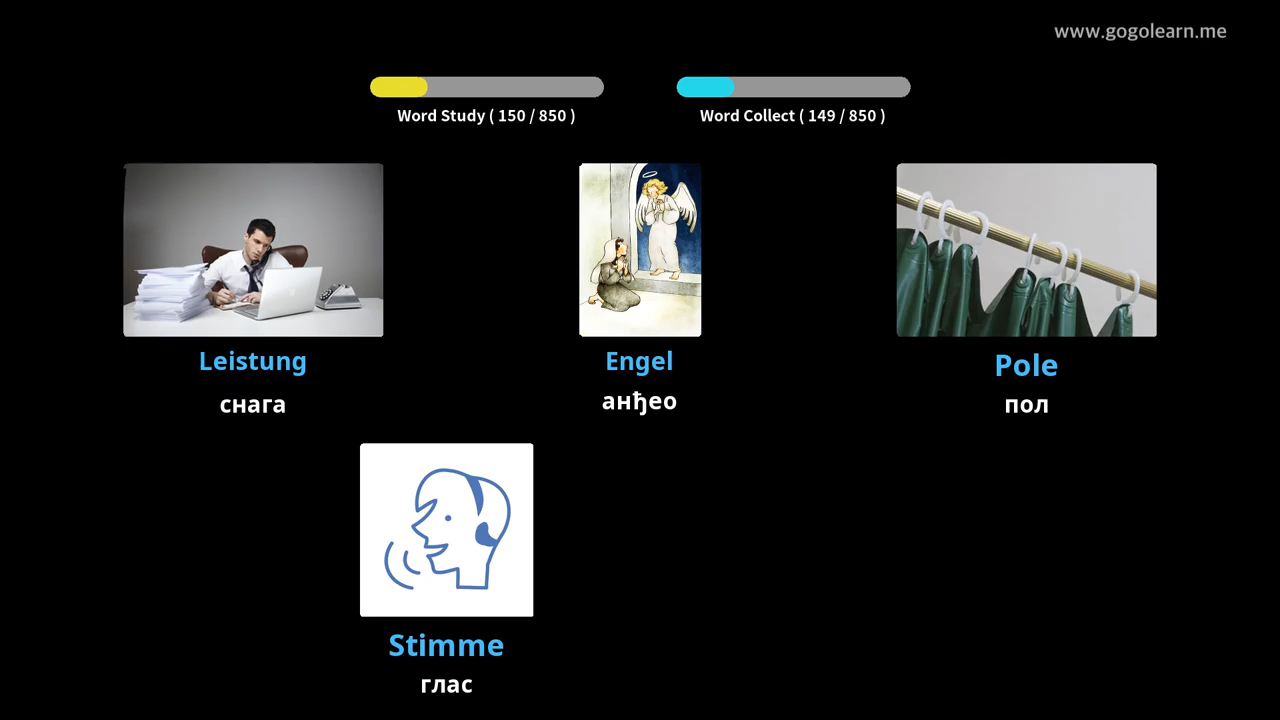 www.gogolearn.me
Word Study ( 150 / 850 )
Word Collect ( 149 / 850 )
Leistung
снага
Engel
анђео
Pole
пол
Stimme
глас